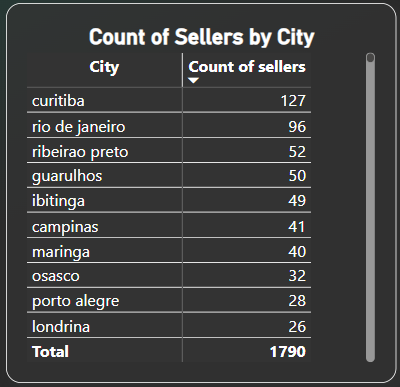 Count of Sellers by City
City Count of sellers
curitiba 127
rio de janeiro 96
ribeirao preto 52
guarulhos 50
ibitinga 49
campinas 41
maringa 40
osasco 32
porto alegre 28
londrina 26
Total 1790